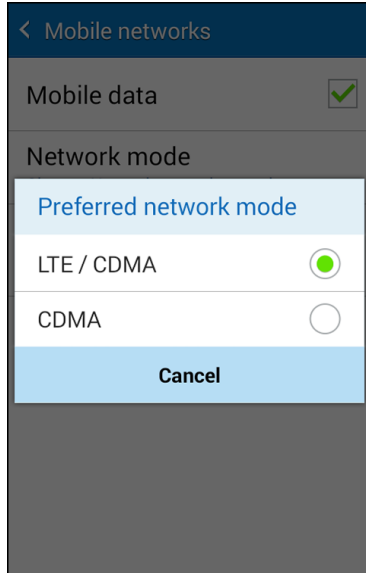 Mobile networks
Mobile data
Network mode
Preferred network mode
LTE / CDMA
CDMA
Cancel